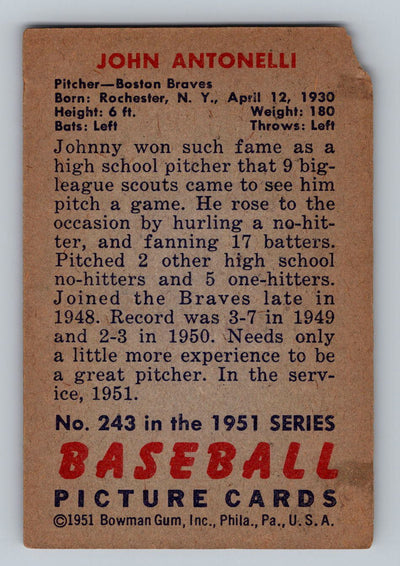 JOHN ANTONELLI
Pitcher—Boston Braves
Born: Rochester, N. Y., April 12, 1930
Height: 6 ft. Weight: 180
Bats: Left Throws: Left
Johnny won such fame as a
high school pitcher that 9 big-
league scouts came to see him
pitch a game. He rose to the
occasion by hurling a no-hit-
ter, and fanning 17 batters.
Pitched 2 other high school
no-hitters and 5 one-hitters.
Joined the Braves late in
1948. Record was 3-7 in 1949
and 2-3 in 1950. Needs only
a little more experience to be
a great pitcher. In the serv-
ice, 1951.
No. 243 in the 1951 SERIES
BASEBALL
PICTURE CARDS
©1951 Bowman Gum, Inc., Phila., Pa., U. S. A.